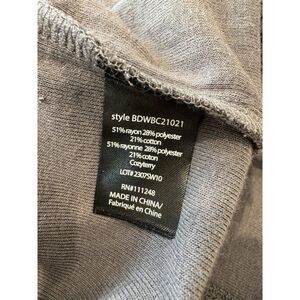 style BDWBC21021
51% rayon 28% polyester
21% cotton
51% rayonne 28% polyester
21% coton
Cozyterry
LOT# 2307SW10
RN#111248
MADE IN CHINA/
Fabriqué en Chine